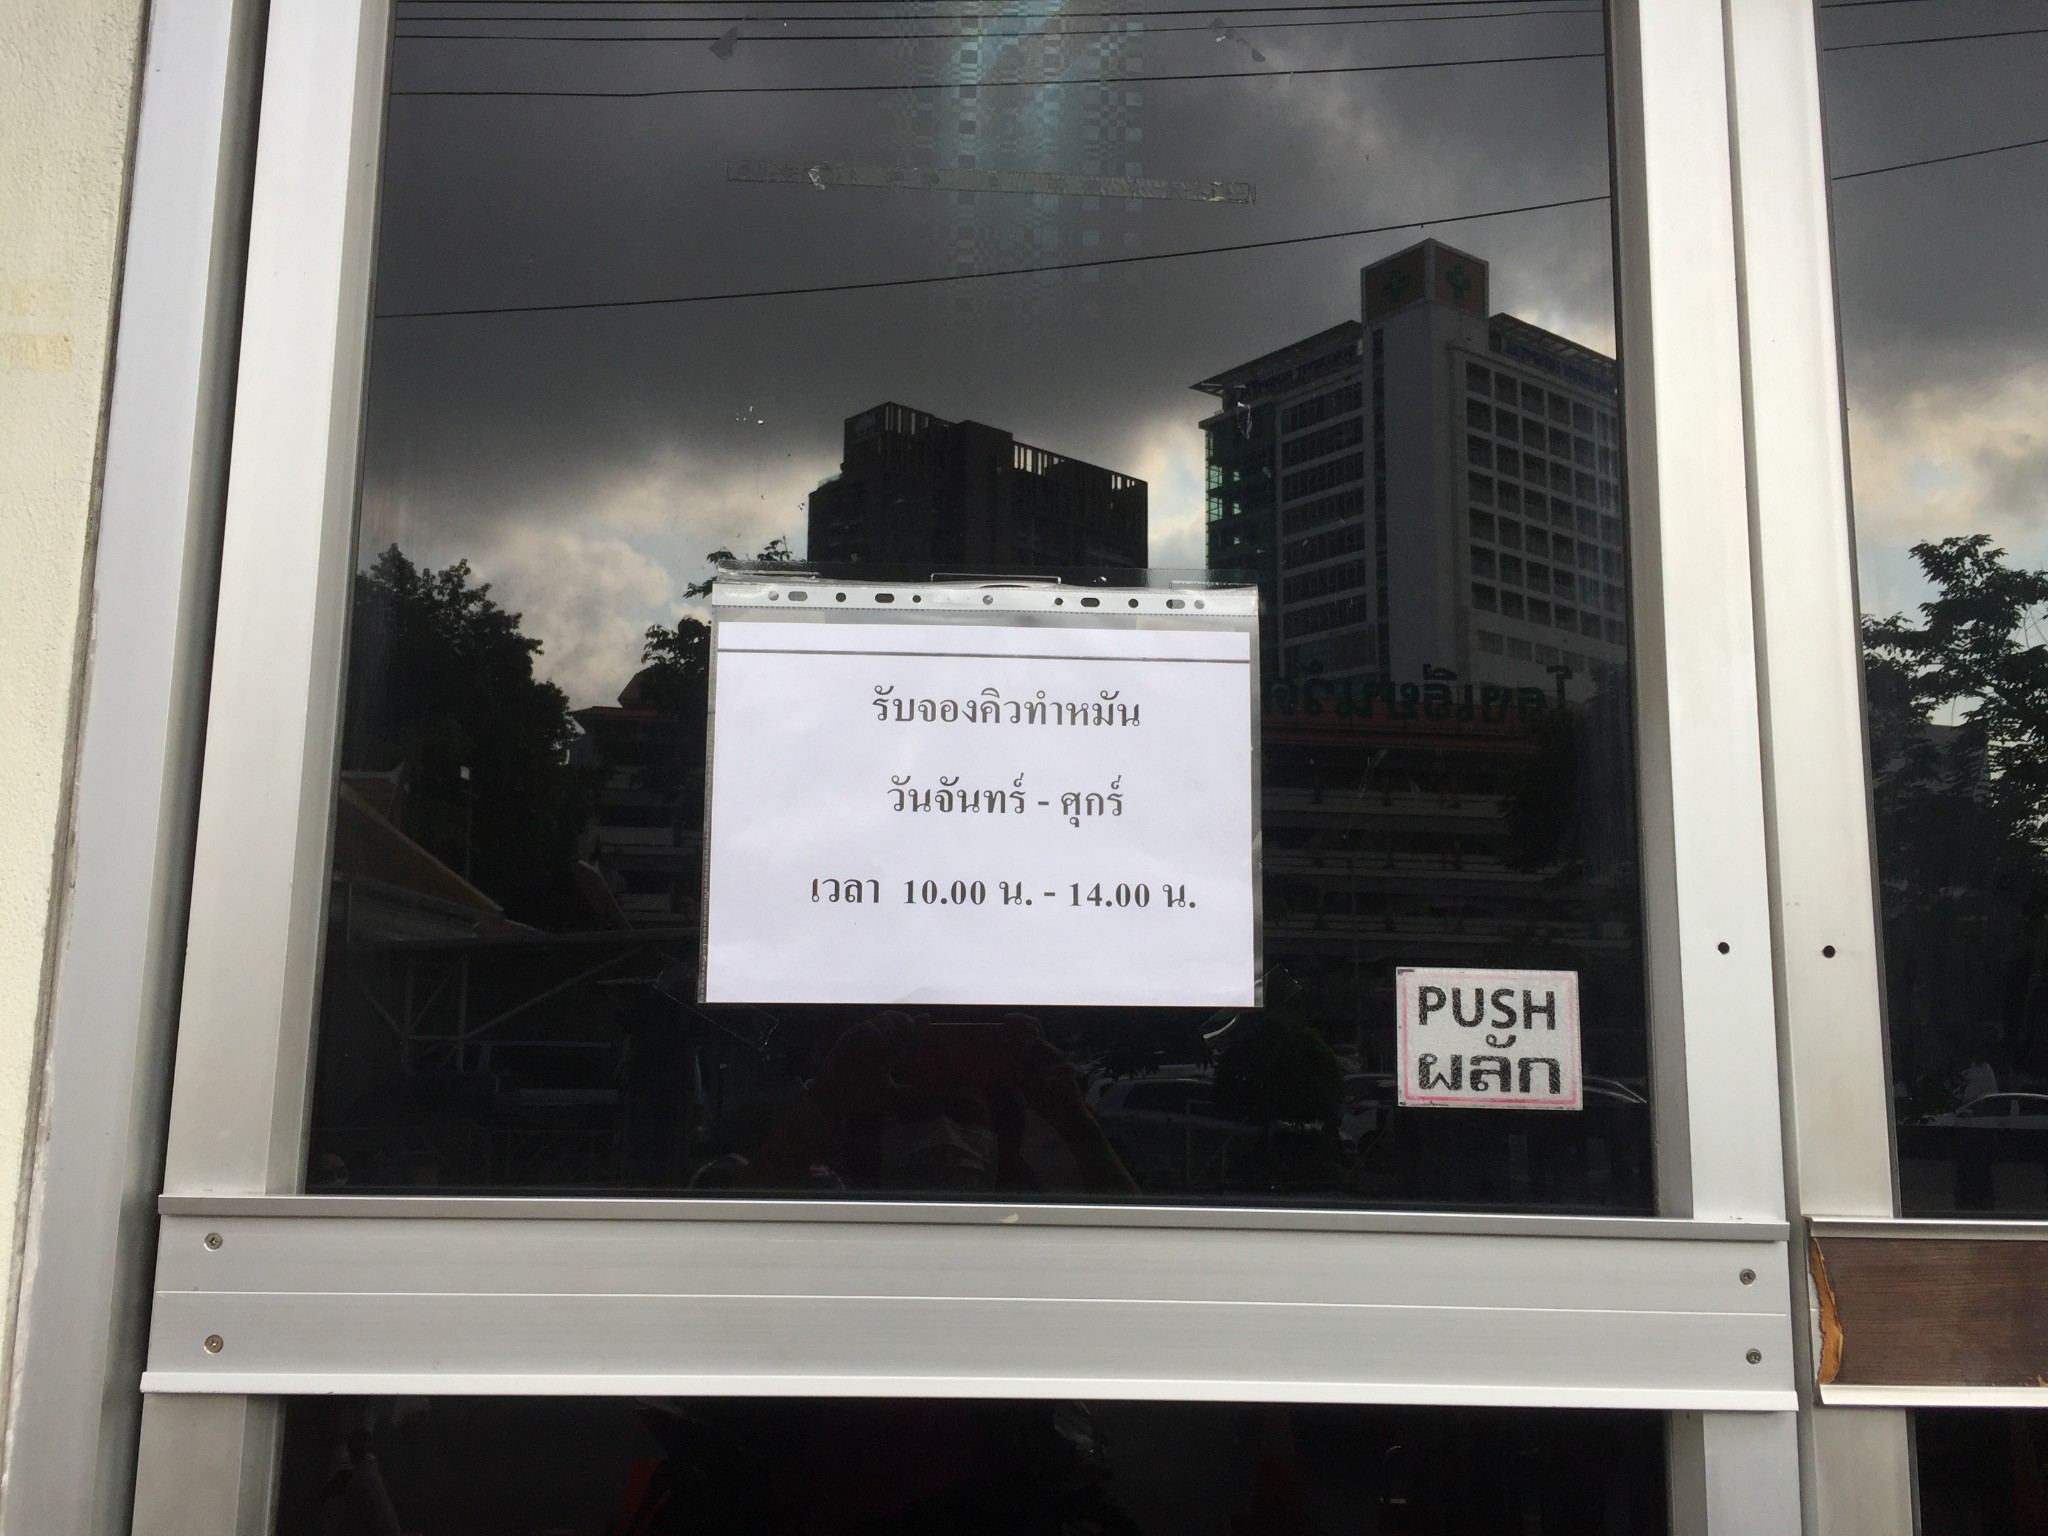 รับจองคิวทำหมัน
วันจันทร์ - ศุกร์
เวลา 10.00 น. - 14.00 น.
PUSH
ผลัก